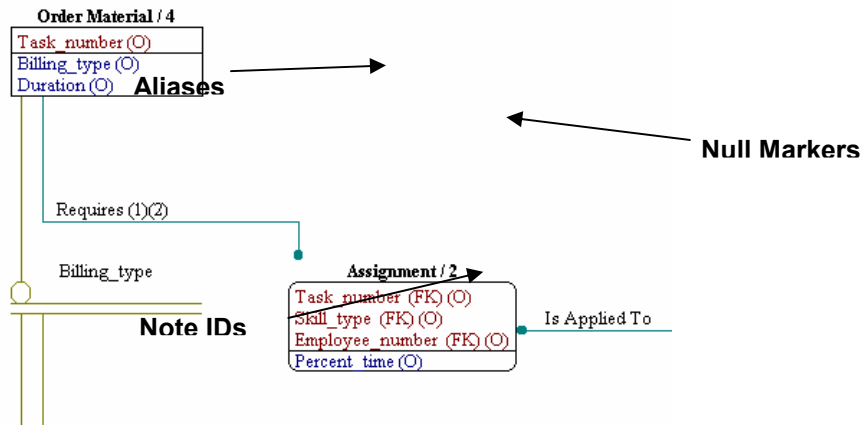 Order Material / 4
Task_number (O)
Billing_type (O)
Duration (O)
Aliases
Null Markers
Requires (1)(2)
Billing_type
Assignment / 2
Task_number (FK) (O)
Skill_type (FK) (O)
Employee_number (FK) (O)
Percent_time (O)
Is Applied To
Note IDs